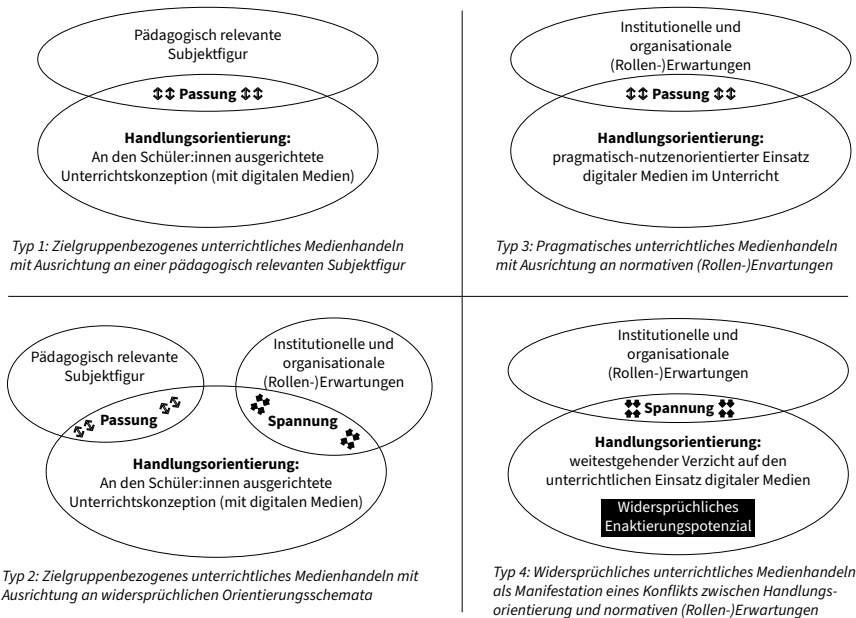 Pädagogisch relevante
Subjektfigur
Passung
Handlungsorientierung:
An den Schüler:innen ausgerichtete
Unterrichtskonzeption (mit digitalen Medien)
Typ 1: Zielgruppenbezogenes unterrichtliches Medienhandeln
mit Ausrichtung an einer pädagogisch relevanten Subjektfigur
Institutionelle und
organisationale
(Rollen-)Erwartungen
Passung
Handlungsorientierung:
pragmatisch-nutzenorientierter Einsatz
digitaler Medien im Unterricht
Typ 3: Pragmatisches unterrichtliches Medienhandeln
mit Ausrichtung an normativen (Rollen-)Envartungen
Pädagogisch relevante
Subjektfigur
Institutionelle und
organisationale
(Rollen-)Erwartungen
Passung
Spannung
Handlungsorientierung:
An den Schüler:innen ausgerichtete
Unterrichtskonzeption (mit digitalen Medien)
Typ 2: Zielgruppenbezogenes unterrichtliches Medienhandeln mit
Ausrichtung an widersprüchlichen Orientierungsschemata
Institutionelle und
organisationale
(Rollen-)Erwartungen
Spannung
Handlungsorientierung:
weitestgehender Verzicht auf den
unterrichtlichen Einsatz digitaler Medien
Widersprüchliches
Enaktierungspotenzial
Typ 4: Widersprüchliches unterrichtliches Medienhandeln
als Manifestation eines Konflikts zwischen Handlungs-
orientierung und normativen (Rollen-)Erwartungen